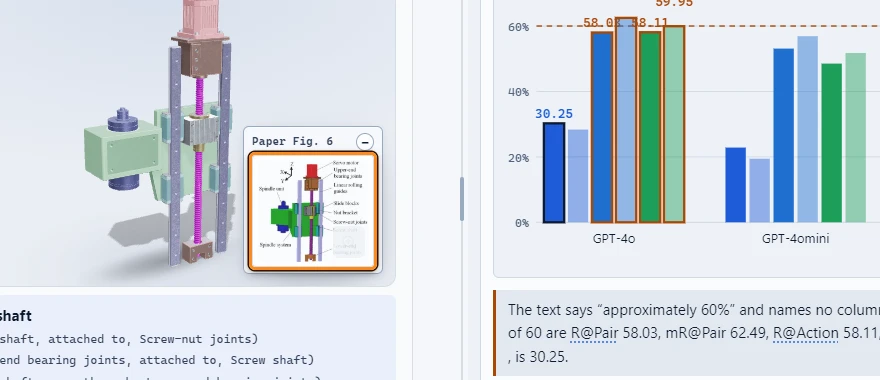 Paper Fig. 6
Servo motor
Upper-end
bearing joints
Linear rolling
guides
Spindle unit
Slide blocks
Nut bracket
Screw-nut joints
Spindle system
Z
X
Y
shaft
shaft, attached to, Screw-nut joints)
end bearing joints, attached to, Screw shaft)
59.95
58.03
58.11
60%
40%
30.25
20%
0%
GPT-4o
GPT-4omini
The text says “approximately 60%” and names no colum
of 60 are R@Pair 58.03, mR@Pair 62.49, R@Action 58.11,
, is 30.25.